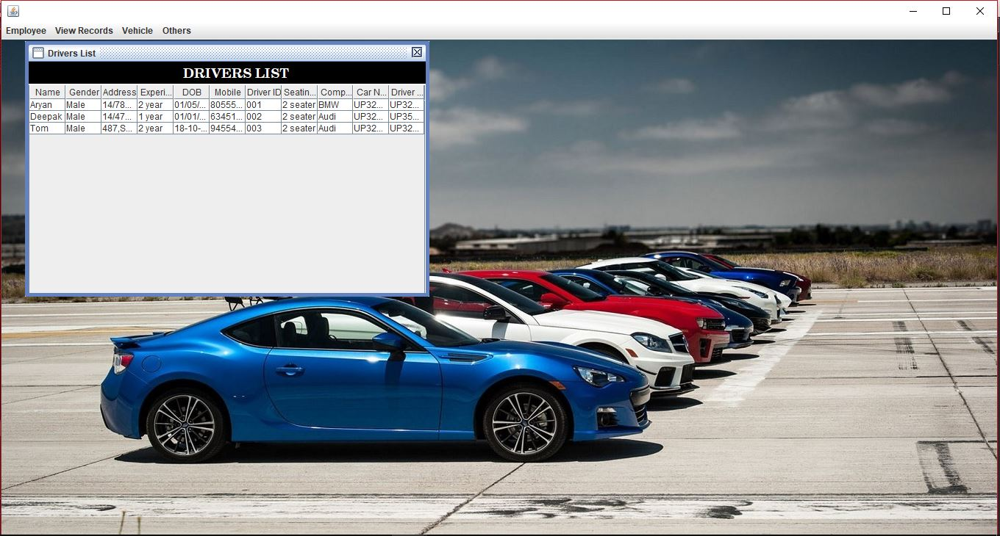 Employee View Records Vehicle Others
Drivers List
DRIVERS LIST
Name Gender Address Experi... DOB Mobile Driver ID Seatin... Comp... Car N... Driver ...
Aryan Male 14/78... 2 year 01/05/... 80555... 001 2 seater BMW UP32... UP32...
Deepak Male 14/47... 1 year 01/01/... 63451... 002 2 seater Audi UP32... UP35...
Tom Male 487,S... 2 year 18-10-... 94554... 003 2 seater Audi UP32... UP32...